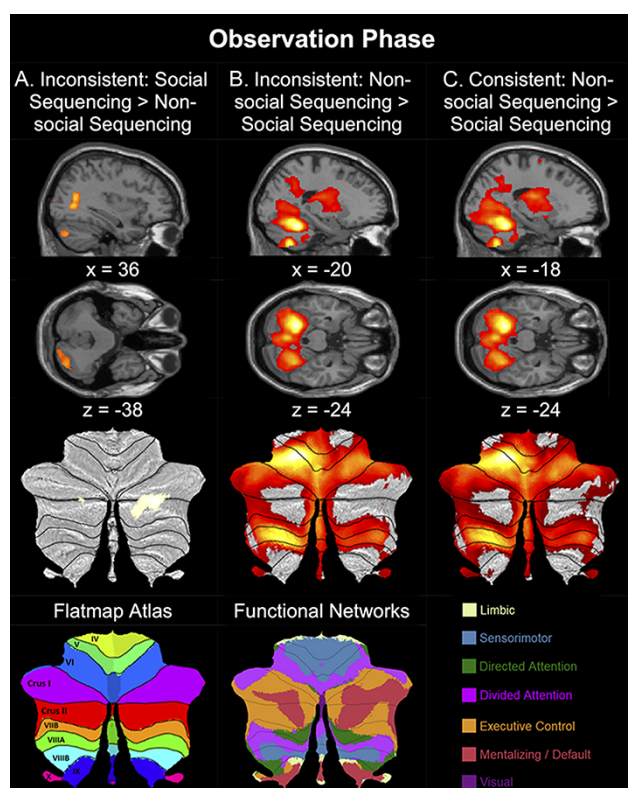 Observation Phase
A. Inconsistent: Social
Sequencing > Non-
social Sequencing
B. Inconsistent: Non-
social Sequencing >
Social Sequencing
C. Consistent: Non-
social Sequencing >
Social Sequencing
x = 36
x = -20
x = -18
z = -38
z = -24
z = -24
Flatmap Atlas
Functional Networks
IV
V
VI
Crus I
Crus II
VIIB
VIIIA
VIIIB
IX
X
Limbic
Sensorimotor
Directed Attention
Divided Attention
Executive Control
Mentalizing / Default
Visual